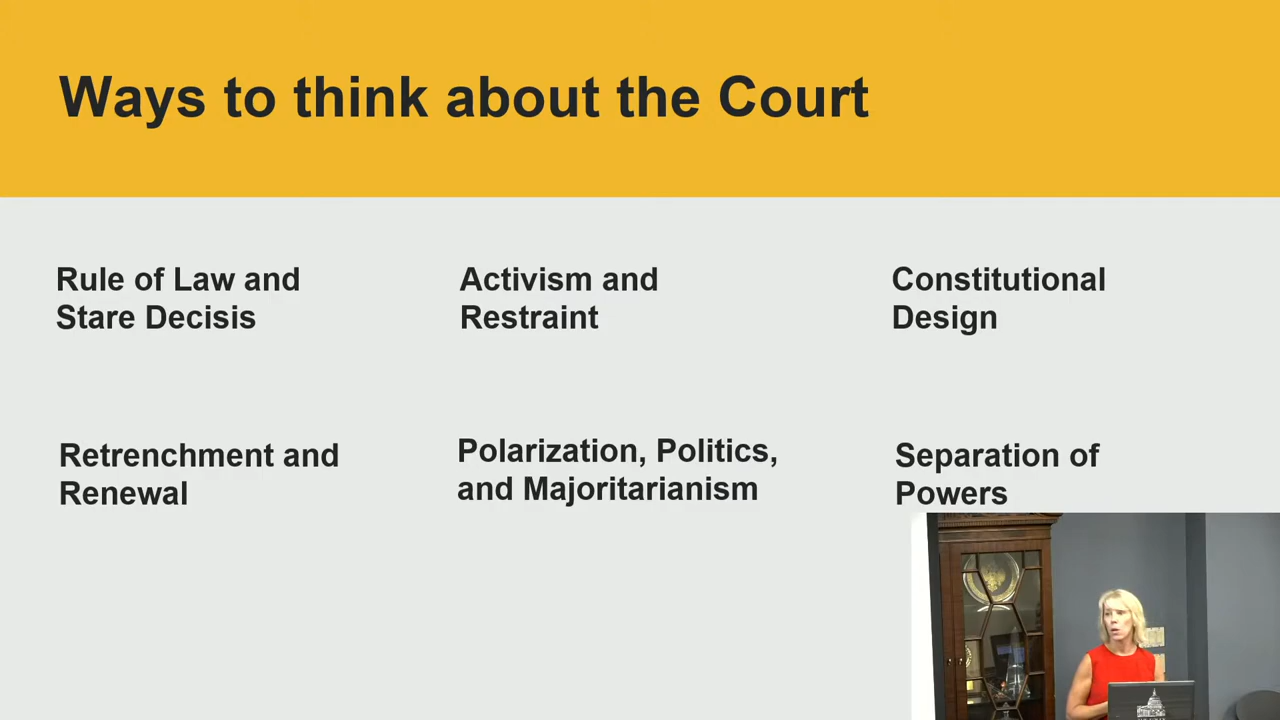 Ways to think about the Court
Rule of Law and
Stare Decisis
Activism and
Restraint
Constitutional
Design
Retrenchment and
Renewal
Polarization, Politics,
and Majoritarianism
Separation of
Powers